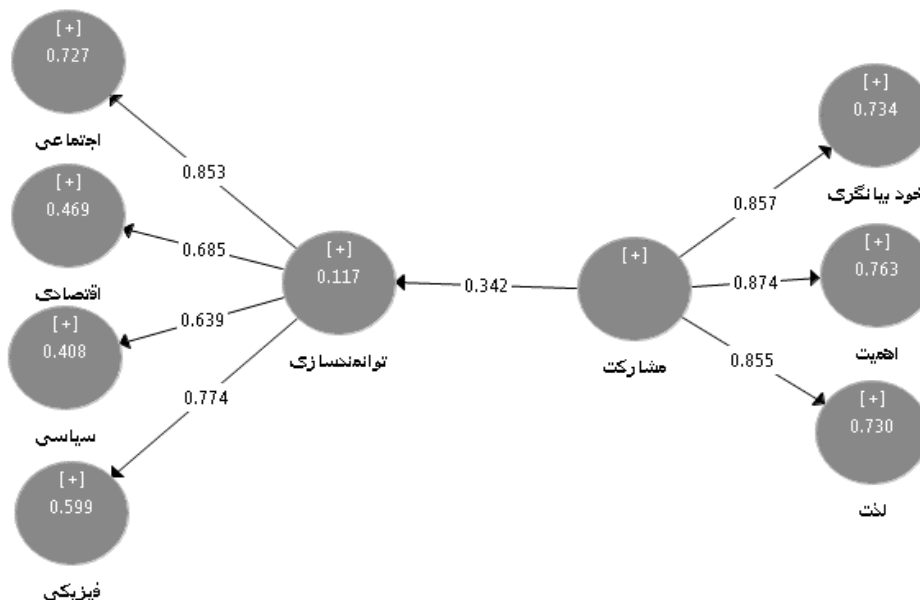 [+]
0.727
اجتماعی
0.853
[+]
0.469
اقتصادی
0.685
[+]
0.408
سیاسی
0.639
[+]
0.599
فیزیکی
0.774
[+]
0.117
توانمندسازی
0.342
[+]
مشارکت
0.857
[+]
0.734
خود بیانگری
0.874
[+]
0.763
اهمیت
0.855
[+]
0.730
لذت